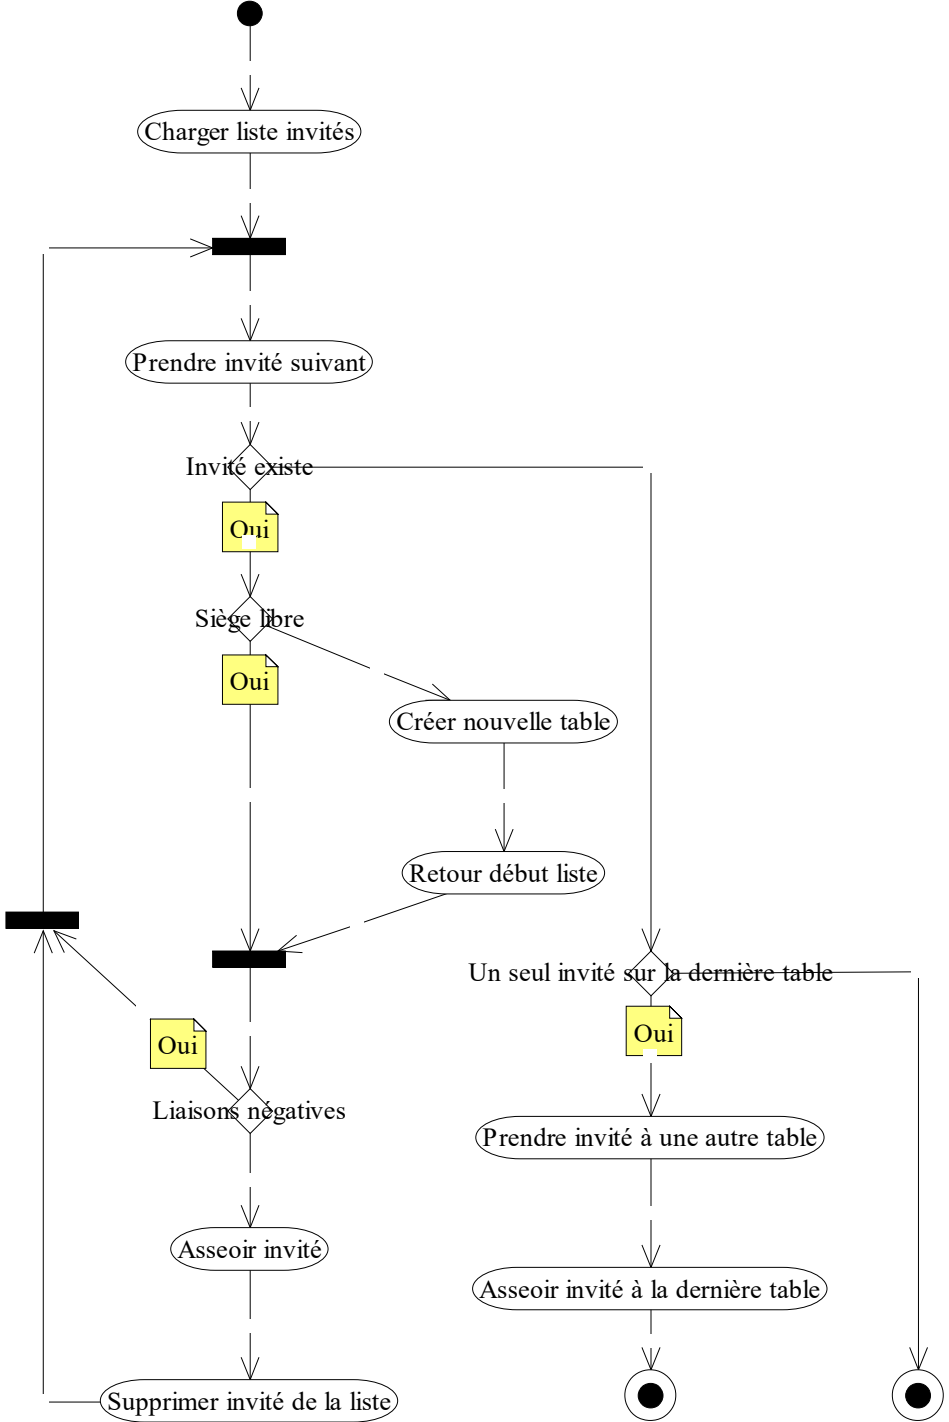 Charger liste invités
Prendre invité suivant
Invité existe
Oui
Siège libre
Oui
Créer nouvelle table
Retour début liste
Un seul invité sur la dernière table
Oui
Oui
Liaisons négatives
Prendre invité à une autre table
Asseoir invité
Asseoir invité à la dernière table
Supprimer invité de la liste